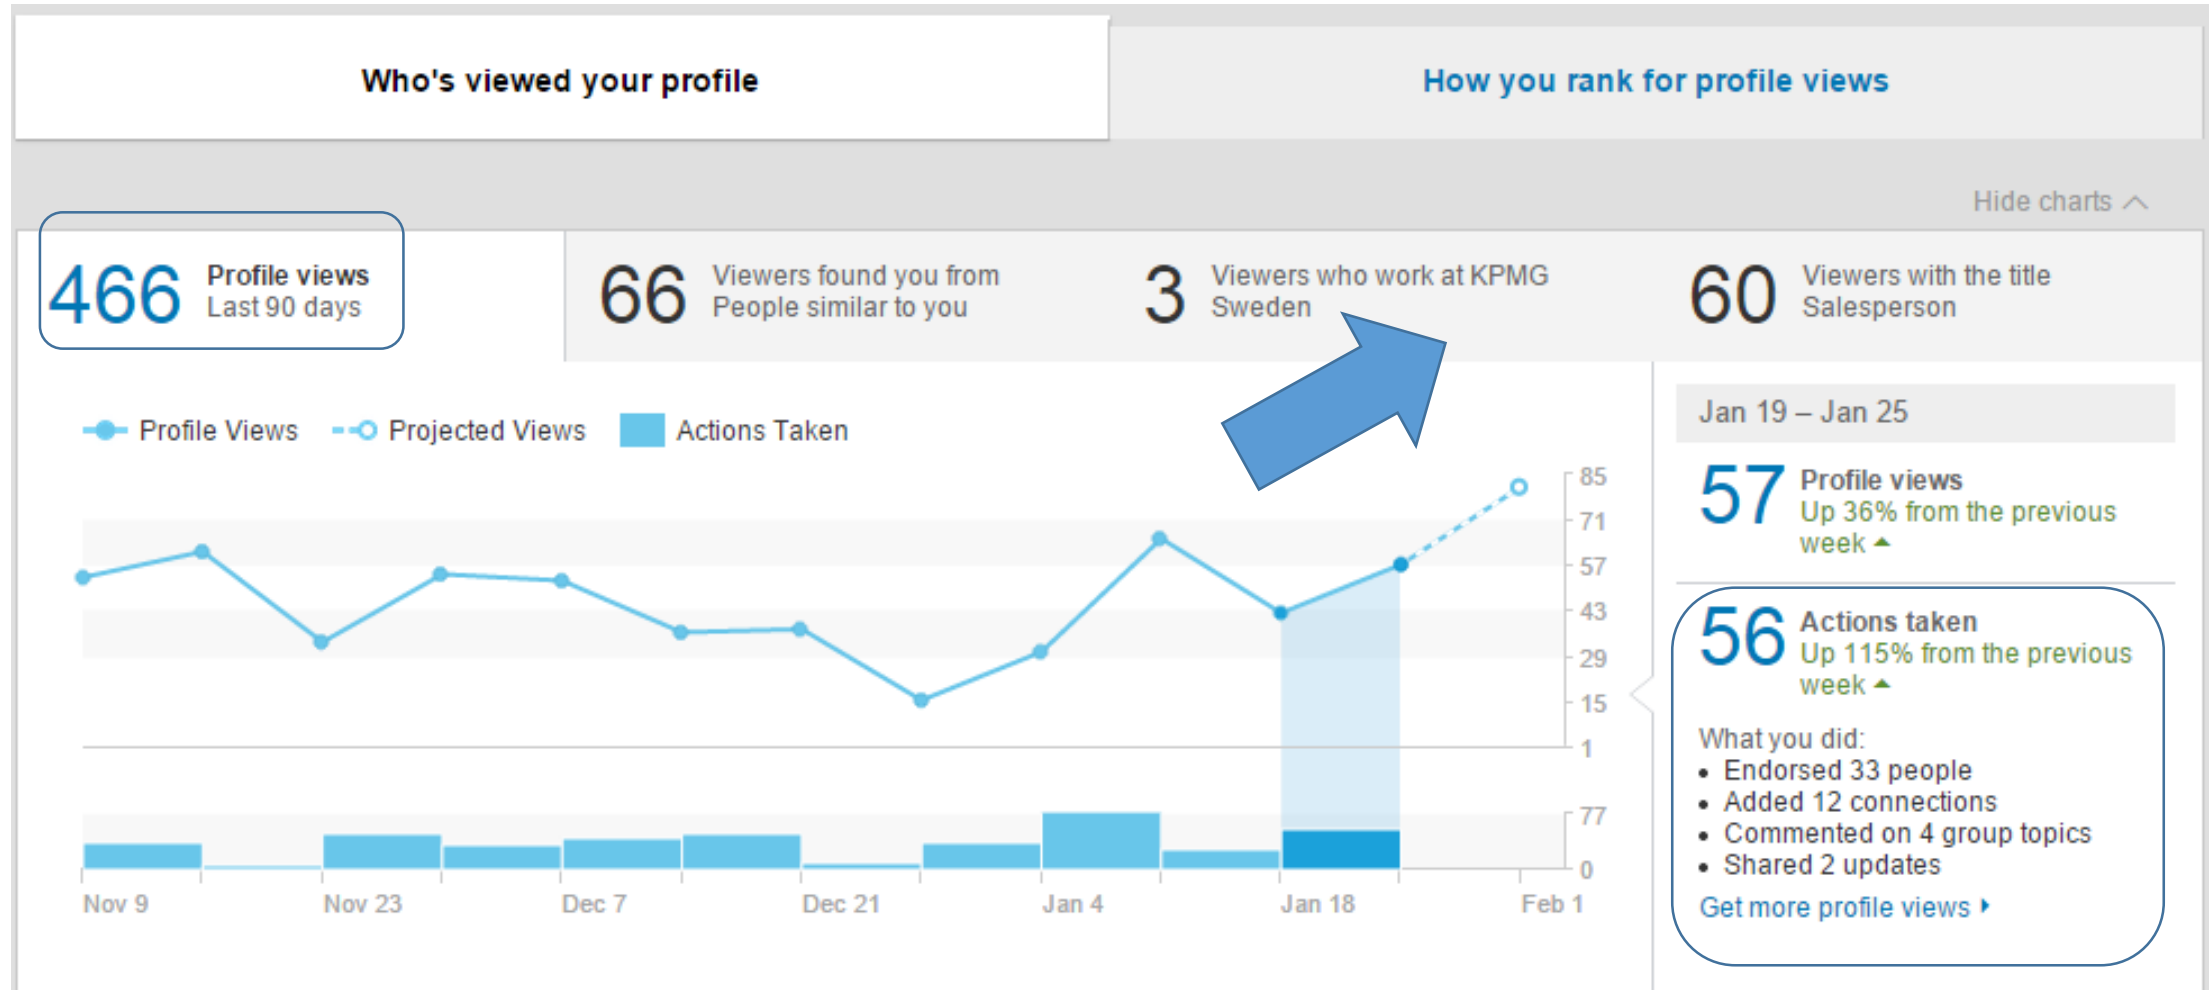 Who's viewed your profile
How you rank for profile views
Hide charts
466 Profile views
Last 90 days
66 Viewers found you from
People similar to you
3 Viewers who work at KPMG
Sweden
60 Viewers with the title
Salesperson
Profile Views
Projected Views
Actions Taken
85
71
57
43
29
15
1
77
0
Nov 9
Nov 23
Dec 7
Dec 21
Jan 4
Jan 18
Feb 1
Jan 19 – Jan 25
57 Profile views
Up 36% from the previous
week
56 Actions taken
Up 115% from the previous
week
What you did:
• Endorsed 33 people
• Added 12 connections
• Commented on 4 group topics
• Shared 2 updates
Get more profile views